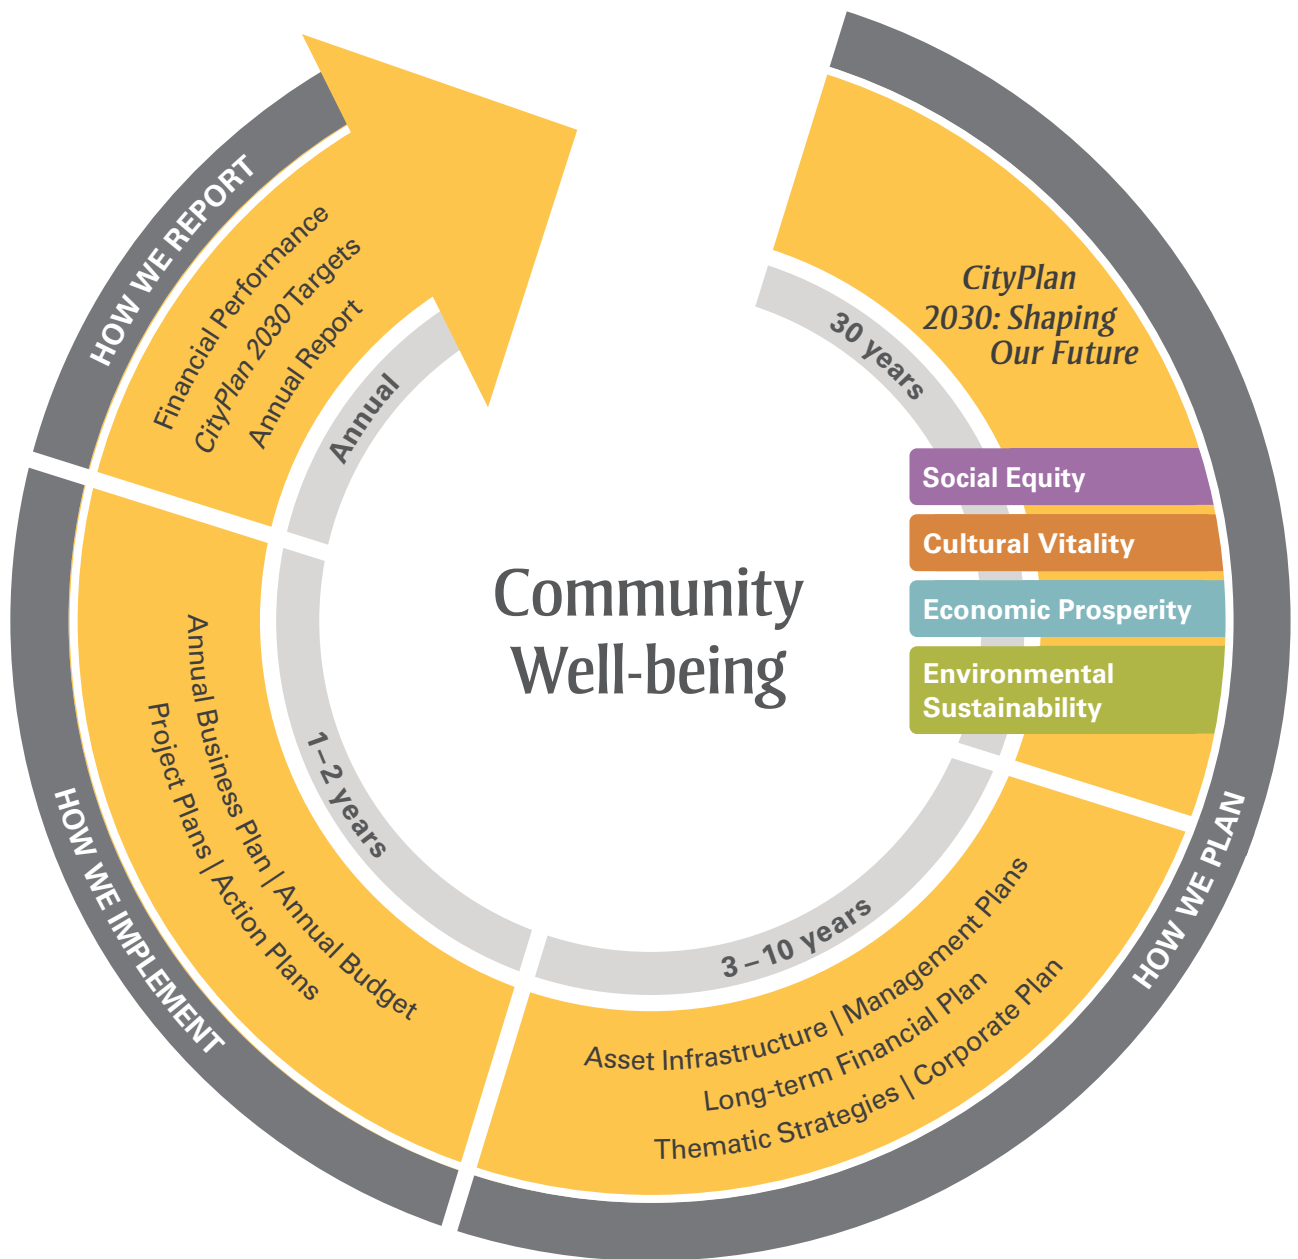 Community
Well-being
CityPlan
2030: Shaping
Our Future
30 years
Social Equity
Cultural Vitality
Economic Prosperity
Environmental
Sustainability
HOW WE PLAN
3–10 years
Asset Infrastructure | Management Plans
Long-term Financial Plan
Thematic Strategies | Corporate Plan
HOW WE IMPLEMENT
1–2 years
Annual Business Plan | Annual Budget
Project Plans | Action Plans
HOW WE REPORT
Annual
Financial Performance
CityPlan 2030 Targets
Annual Report